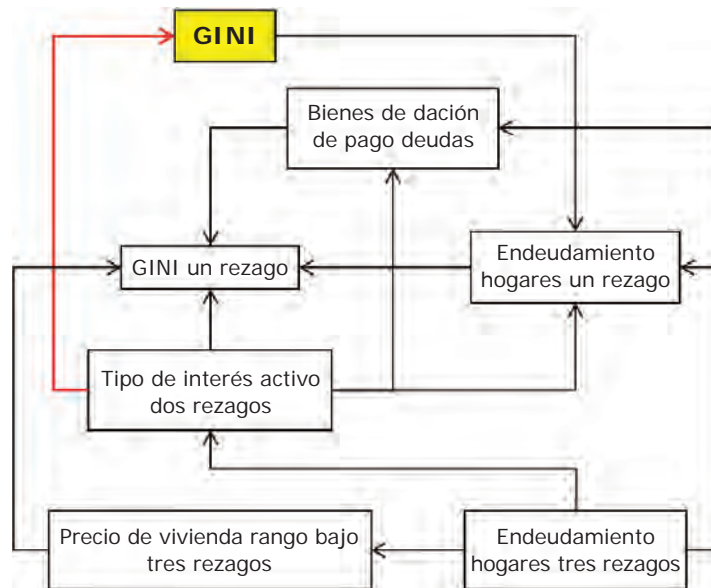 GINI
Bienes de dación
de pago deudas
GINI un rezago
Endeudamiento
hogares un rezago
Tipo de interés activo
dos rezagos
Precio de vivienda rango bajo
tres rezagos
Endeudamiento
hogares tres rezagos